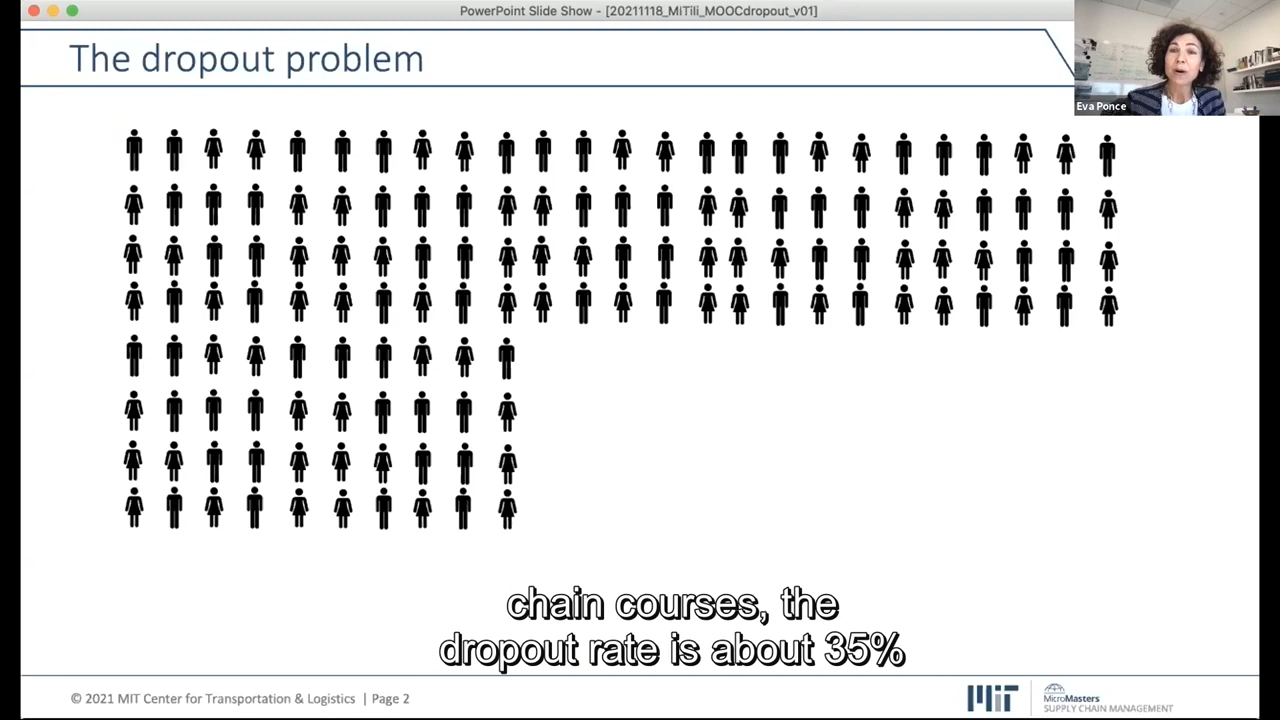 PowerPoint Slide Show - [20211118_MITili_MOOCdropout_v01]
The dropout problem
Eva Ponce
chain courses, the
dropout rate is about 35%
© 2021 MIT Center for Transportation & Logistics | Page 2
MIT
MicroMasters
SUPPLY CHAIN MANAGEMENT